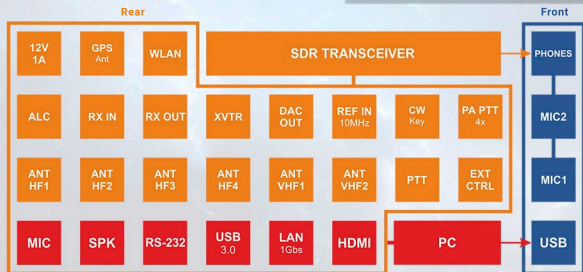 Rear
Front
12V
1A
GPS
Ant
WLAN
SDR TRANSCEIVER
PHONES
ALC
RX IN
RX OUT
XVTR
DAC
OUT
REF IN
10MHz
CW
Key
PA PTT
4x
MIC2
ANT
HF1
ANT
HF2
ANT
HF3
ANT
HF4
ANT
VHF1
ANT
VHF2
PTT
EXT
CTRL
MIC1
MIC
SPK
RS-232
USB
3.0
LAN
1Gbs
HDMI
PC
USB